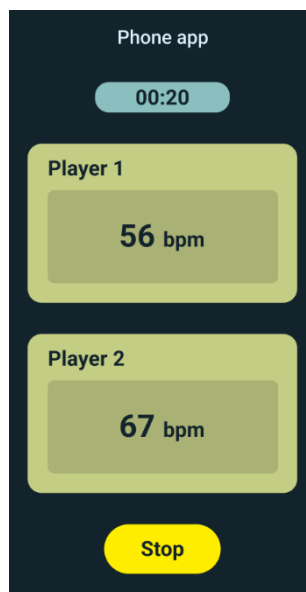 Phone app
00:20
Player 1
56 bpm
Player 2
67 bpm
Stop